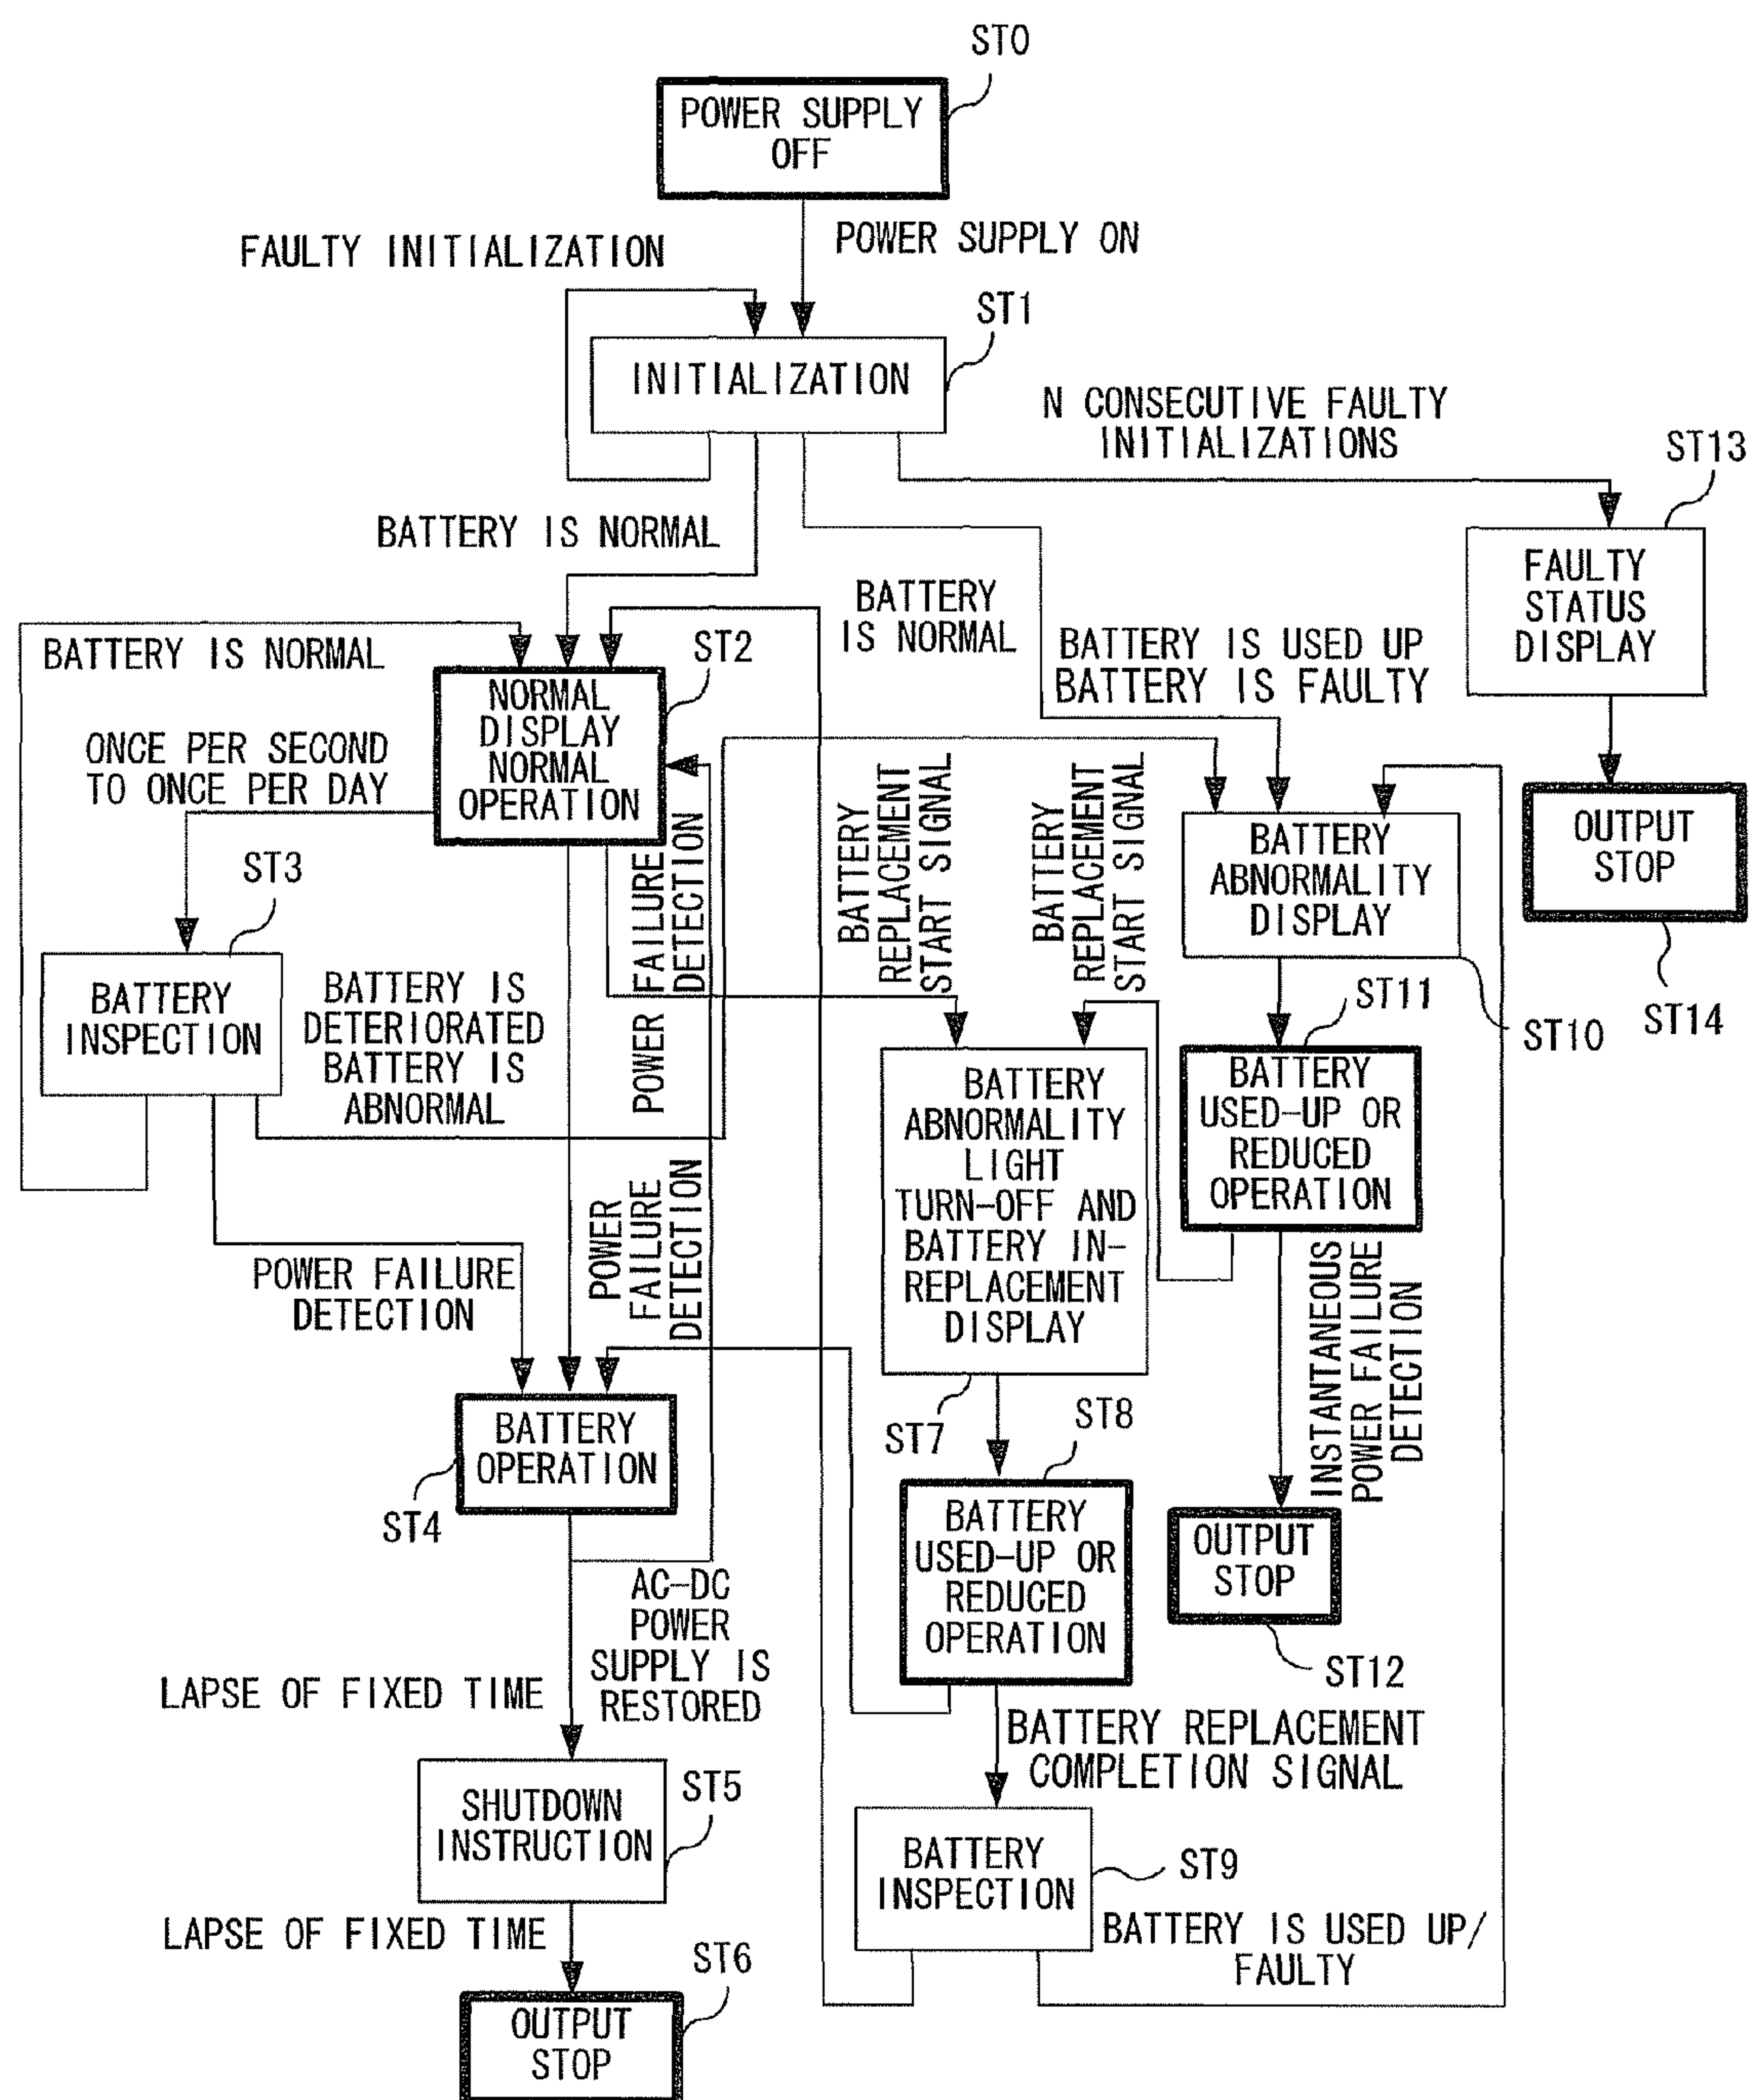 ST0
POWER SUPPLY
OFF
FAULTY INITIALIZATION
POWER SUPPLY ON
ST1
INITIALIZATION
N CONSECUTIVE FAULTY
INITIALIZATIONS
ST13
BATTERY IS NORMAL
FAULTY
STATUS
DISPLAY
BATTERY
IS NORMAL
BATTERY IS NORMAL
ST2
BATTERY IS USED UP
BATTERY IS FAULTY
NORMAL
DISPLAY
NORMAL
OPERATION
ONCE PER SECOND
TO ONCE PER DAY
POWER FAILURE
DETECTION
BATTERY
REPLACEMENT
START SIGNAL
BATTERY
REPLACEMENT
START SIGNAL
BATTERY
ABNORMALITY
DISPLAY
OUTPUT
STOP
ST3
BATTERY
INSPECTION
BATTERY IS
DETERIORATED
BATTERY IS
ABNORMAL
ST11
ST10
ST14
BATTERY
ABNORMALITY
LIGHT
TURN-OFF AND
BATTERY IN-
REPLACEMENT
DISPLAY
BATTERY
USED-UP OR
REDUCED
OPERATION
POWER FAILURE
DETECTION
POWER
FAILURE
DETECTION
INSTANTANEOUS
POWER FAILURE
DETECTION
BATTERY
OPERATION
ST4
ST7
ST8
BATTERY
USED-UP OR
REDUCED
OPERATION
OUTPUT
STOP
ST12
AC-DC
POWER
SUPPLY IS
RESTORED
LAPSE OF FIXED TIME
BATTERY REPLACEMENT
COMPLETION SIGNAL
SHUTDOWN
INSTRUCTION
ST5
BATTERY
INSPECTION
ST9
LAPSE OF FIXED TIME
BATTERY IS USED UP/
FAULTY
ST6
OUTPUT
STOP